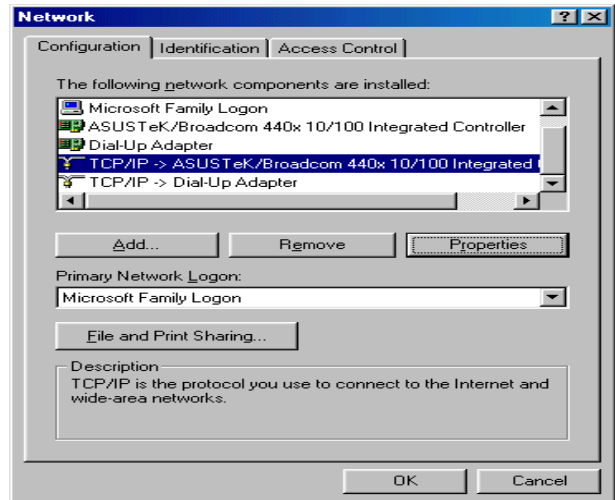 Network
Configuration Identification Access Control
The following network components are installed:
Microsoft Family Logon
ASUSTeK/Broadcom 440x 10/100 Integrated Controller
Dial-Up Adapter
TCP/IP -> ASUSTeK/Broadcom 440x 10/100 Integrated
TCP/IP -> Dial-Up Adapter
Add... Remove Properties
Primary Network Logon:
Microsoft Family Logon
File and Print Sharing...
Description
TCP/IP is the protocol you use to connect to the Internet and
wide-area networks.
OK Cancel